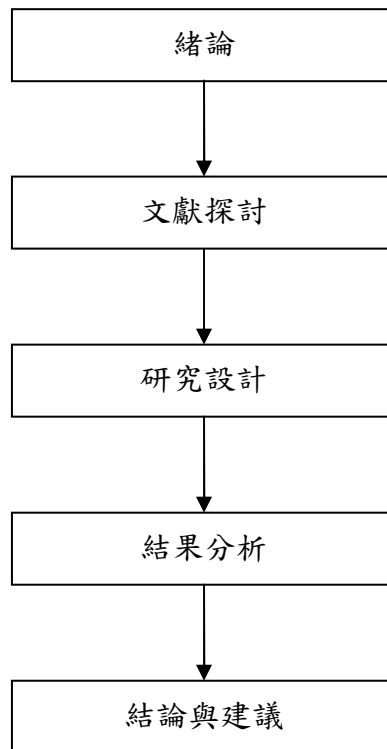 緒論
文獻探討
研究設計
結果分析
結論與建議